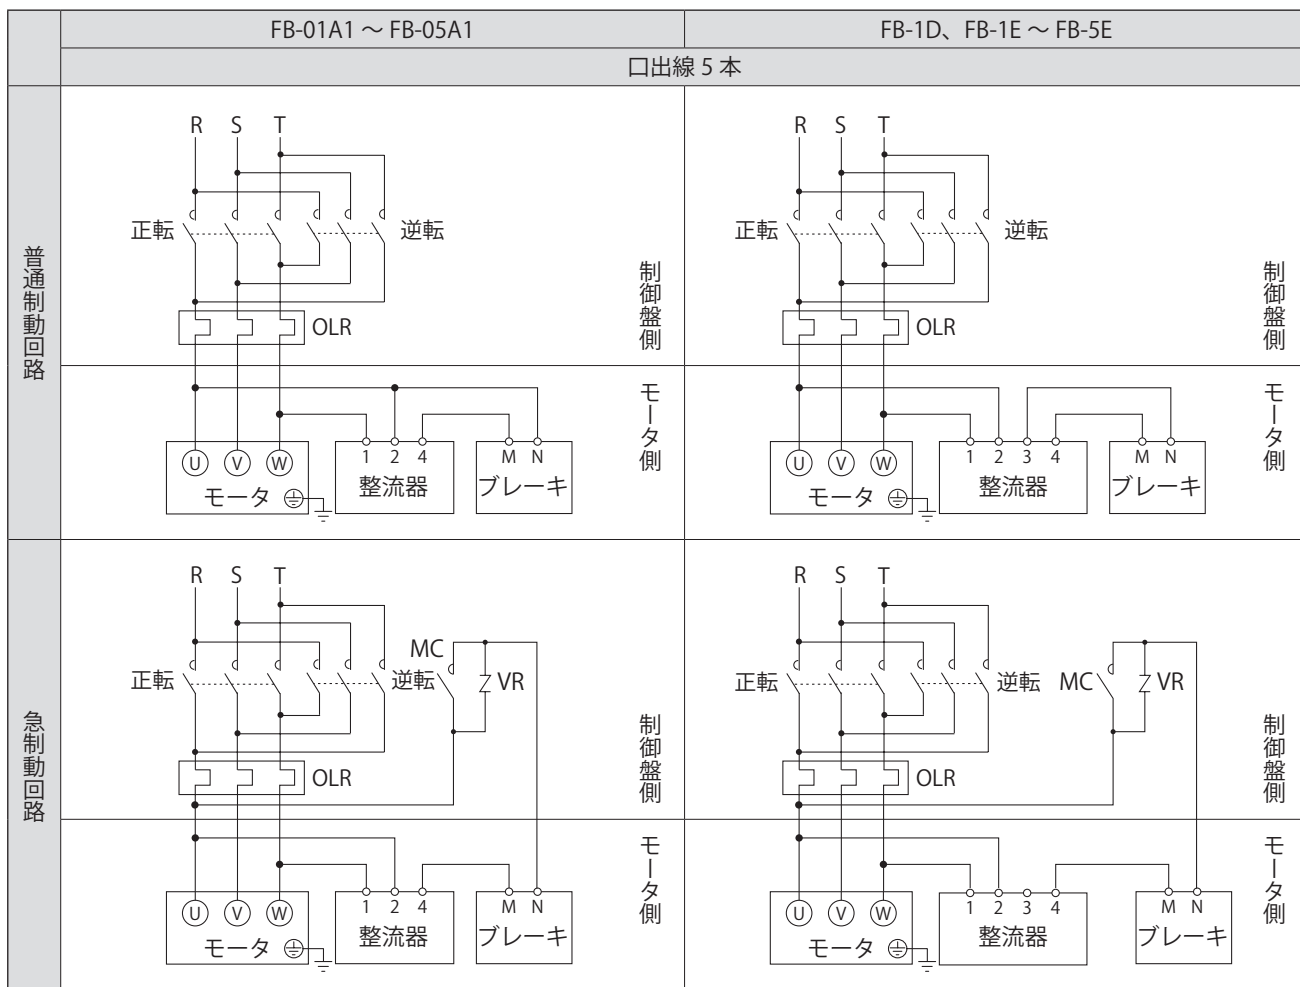 FB-01A1 ～ FB-05A1
FB-1D、FB-1E ～ FB-5E
口出線 5 本
普通制動回路
R S T
正転
逆転
OLR
制御盤側
モータ側
U V W
モータ
1 2 4
整流器
M N
ブレーキ
R S T
正転
逆転
OLR
制御盤側
モータ側
U V W
モータ
1 2 3 4
整流器
M N
ブレーキ
急制動回路
R S T
正転
逆転
MC
VR
OLR
制御盤側
モータ側
U V W
モータ
1 2 4
整流器
M N
ブレーキ
R S T
正転
逆転
MC
VR
OLR
制御盤側
モータ側
U V W
モータ
1 2 3 4
整流器
M N
ブレーキ